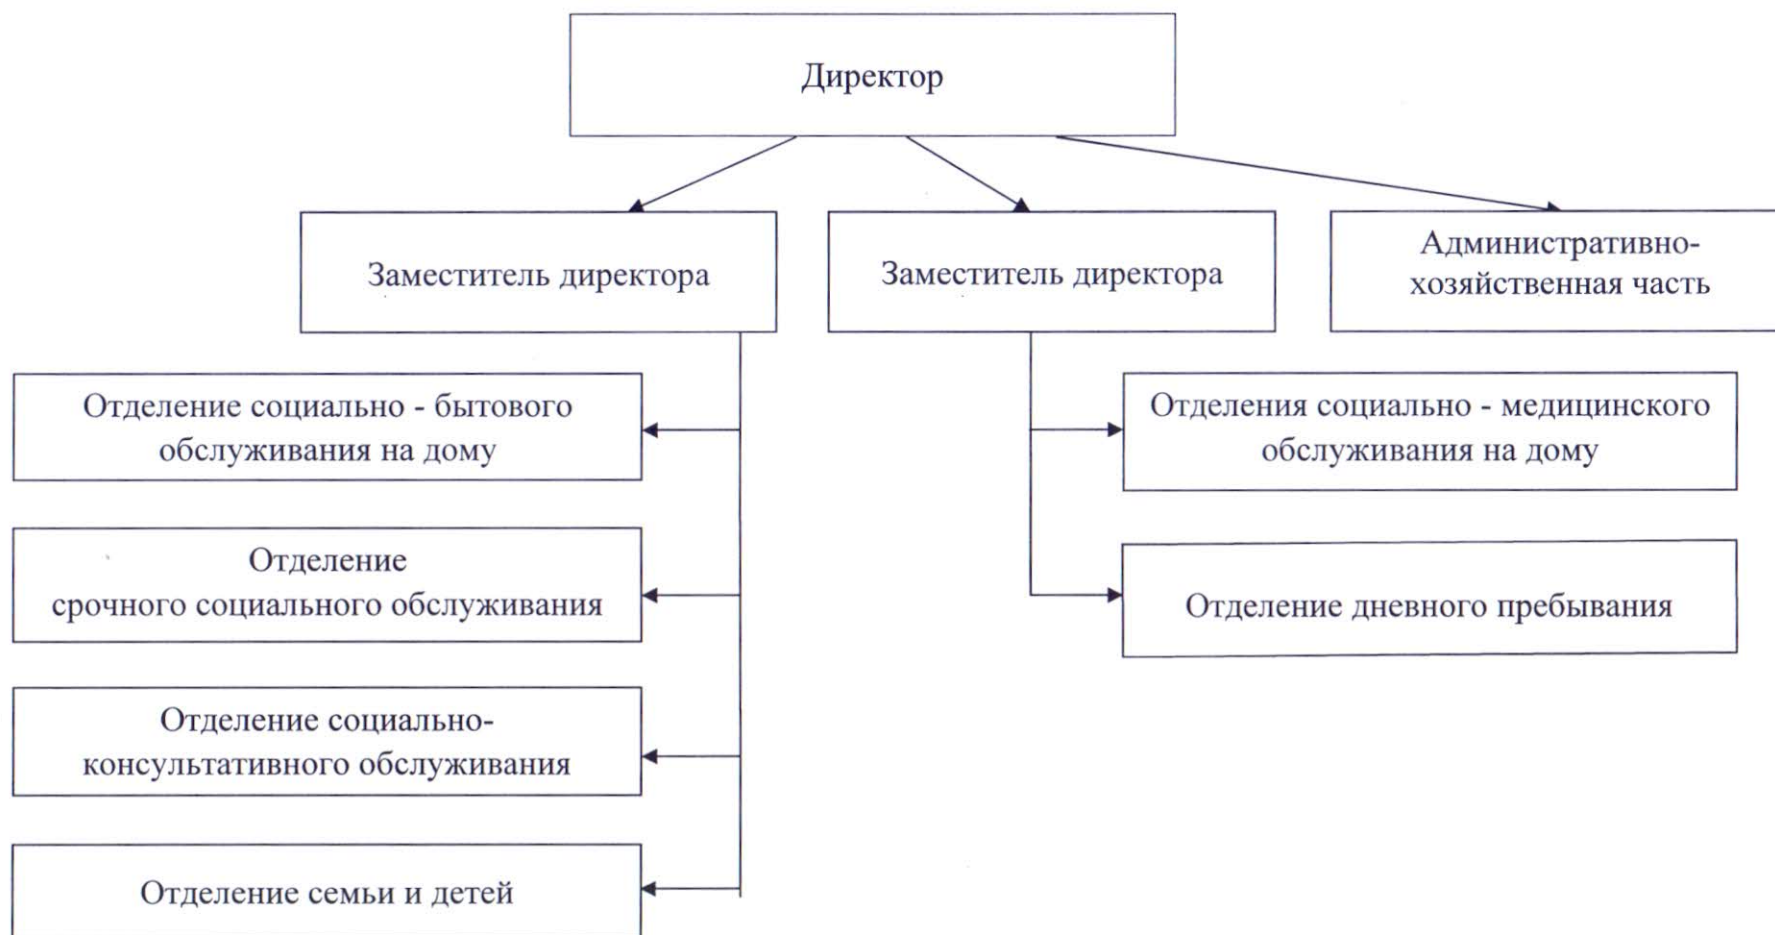 Директор
Заместитель директора
Заместитель директора
Административно-
хозяйственная часть
Отделение социально - бытового
обслуживания на дому
Отделения социально - медицинского
обслуживания на дому
Отделение
срочного социального обслуживания
Отделение дневного пребывания
Отделение социально-
консультативного обслуживания
Отделение семьи и детей